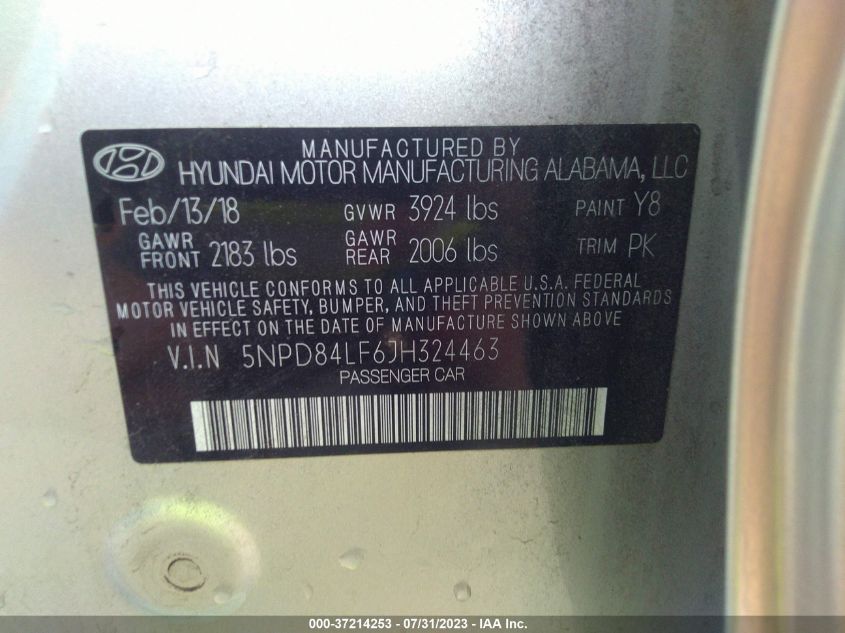 MANUFACTURED BY
HYUNDAI MOTOR MANUFACTURING ALABAMA, LLC
Feb/13/18 GVWR 3924 lbs PAINT Y8
GAWR FRONT 2183 lbs GAWR REAR 2006 lbs TRIM PK
THIS VEHICLE CONFORMS TO ALL APPLICABLE U.S.A. FEDERAL
MOTOR VEHICLE SAFETY, BUMPER, AND THEFT PREVENTION STANDARDS
IN EFFECT ON THE DATE OF MANUFACTURE SHOWN ABOVE
V.I.N 5NPD84LF6JH324463
PASSENGER CAR
000-37214253 - 07/31/2023 - IAA Inc.